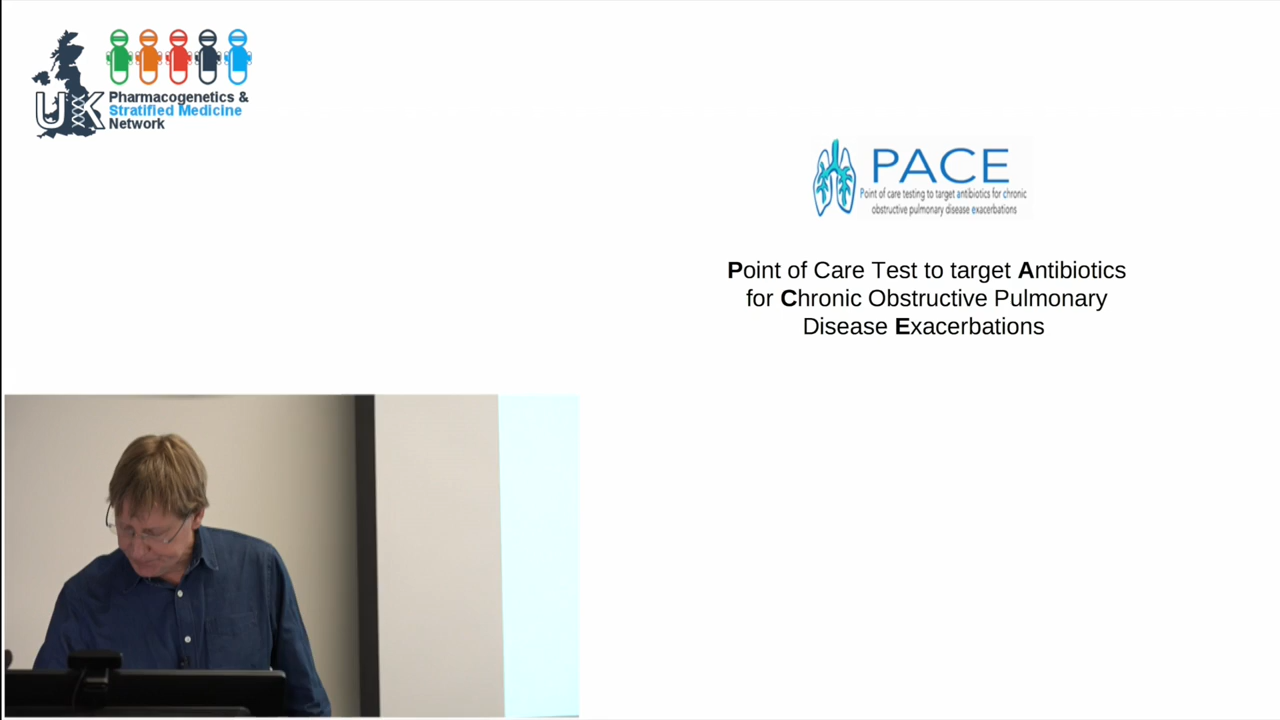 UK
Pharmacogenetics &
Stratified Medicine
Network
PACE
Point of care testing to target antibiotics for chronic
obstructive pulmonary disease exacerbations
Point of Care Test to target Antibiotics
for Chronic Obstructive Pulmonary
Disease Exacerbations